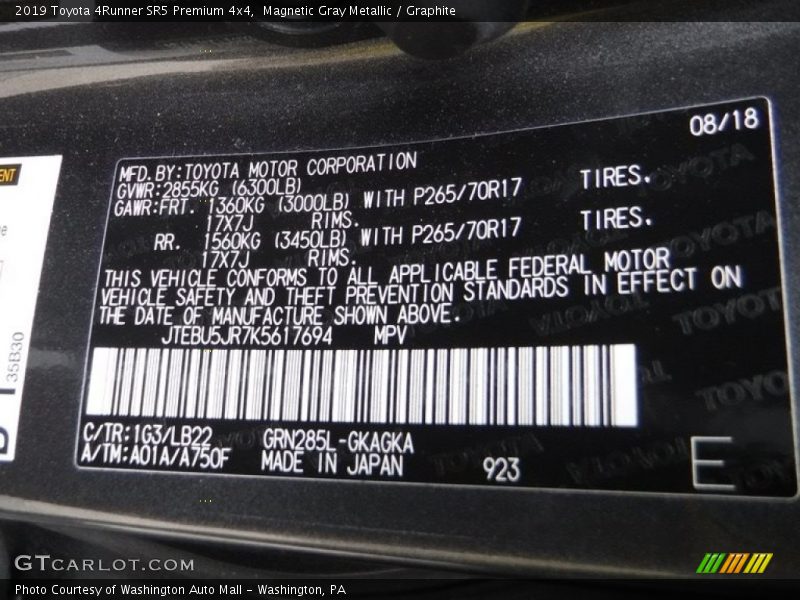 2019 Toyota 4Runner SR5 Premium 4x4, Magnetic Gray Metallic / Graphite
08/18
MFD.BY:TOYOTA MOTOR CORPORATION
GVWR:2855KG (6300LB)
GAWR:FRT. 1360KG (3000LB) WITH P265/70R17 TIRES.
17X7J RIMS.
RR. 1560KG (3450LB) WITH P265/70R17 TIRES.
17X7J RIMS.
THIS VEHICLE CONFORMS TO ALL APPLICABLE FEDERAL MOTOR
VEHICLE SAFETY AND THEFT PREVENTION STANDARDS IN EFFECT ON
THE DATE OF MANUFACTURE SHOWN ABOVE.
JTEBU5JR7K5617694 MPV
C/TR:1G3/LB22 GRN285L-GKAGKA
A/TM:A01A/A750F MADE IN JAPAN 923 E
35B30
TOYOTA
GTCARLOT.COM
Photo Courtesy of Washington Auto Mall - Washington, PA